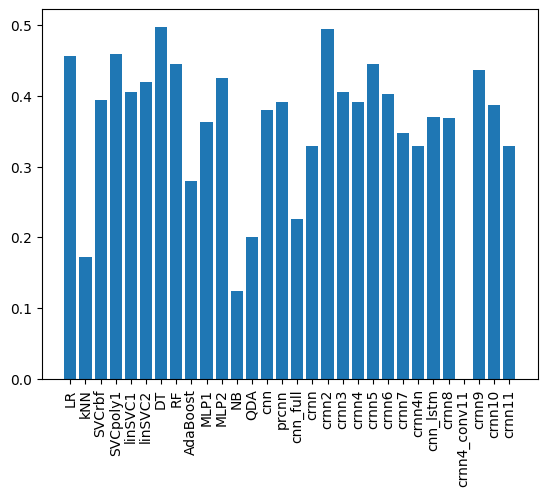 0.5
0.4
0.3
0.2
0.1
0.0
LR
kNN
SVCrbf
SVCpoly1
linSVC1
linSVC2
DT
RF
AdaBoost
MLP1
MLP2
NB
QDA
cnn
prcnn
cnn_full
crnn
crnn2
crnn3
crnn4
crnn5
crnn6
crnn7
crnn4n
cnn_lstm
crnn8
crnn4_conv11
crnn9
crnn10
crnn11